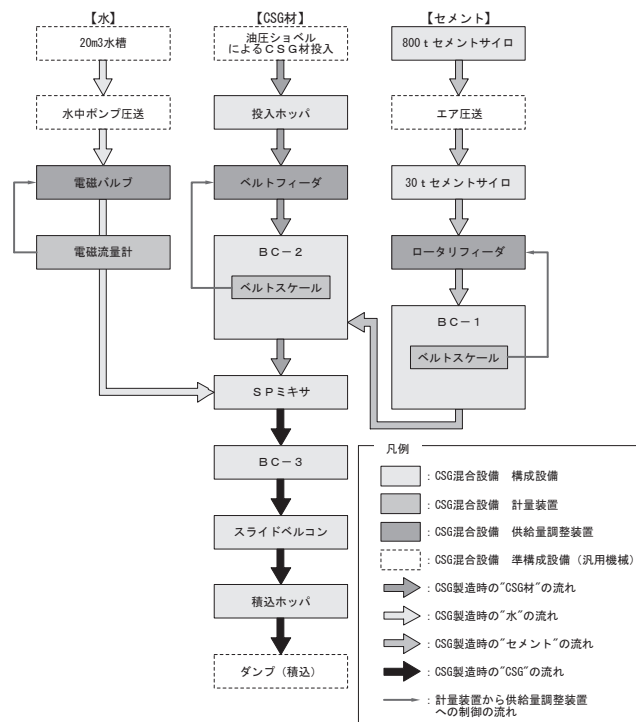 【水】
20m3水槽
水中ポンプ圧送
電磁バルブ
電磁流量計
【CSG材】
油圧ショベル
によるCSG材投入
投入ホッパ
ベルトフィーダ
BC－2
ベルトスケール
SPミキサ
BC－3
スライドベルコン
積込ホッパ
ダンプ（積込）
【セメント】
800ｔセメントサイロ
エア圧送
30ｔセメントサイロ
ロータリフィーダ
BC－1
ベルトスケール
凡例
：CSG混合設備　構成設備
：CSG混合設備　計量装置
：CSG混合設備　供給量調整装置
：CSG混合設備　準構成設備（汎用機械）
：CSG製造時の"CSG材"の流れ
：CSG製造時の"水"の流れ
：CSG製造時の"セメント"の流れ
：CSG製造時の"CSG"の流れ
：計量装置から供給量調整装置
への制御の流れ